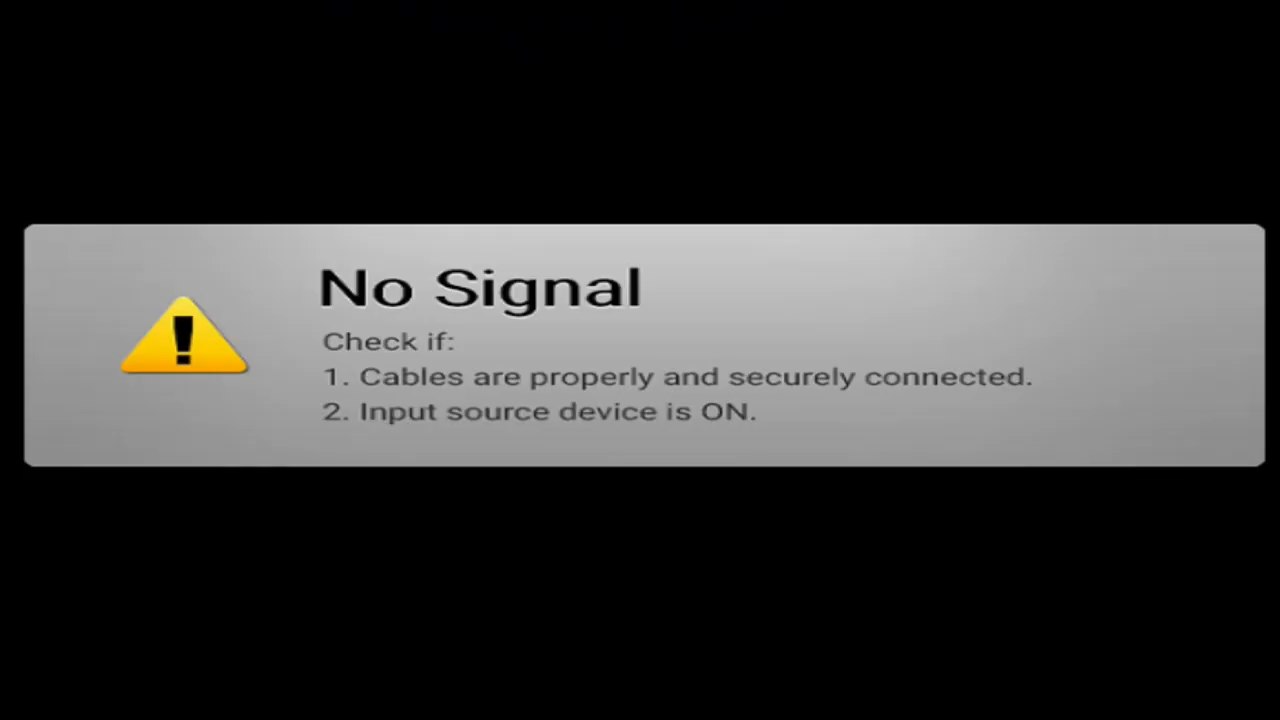 No Signal
Check if:
1. Cables are properly and securely connected.
2. Input source device is ON.